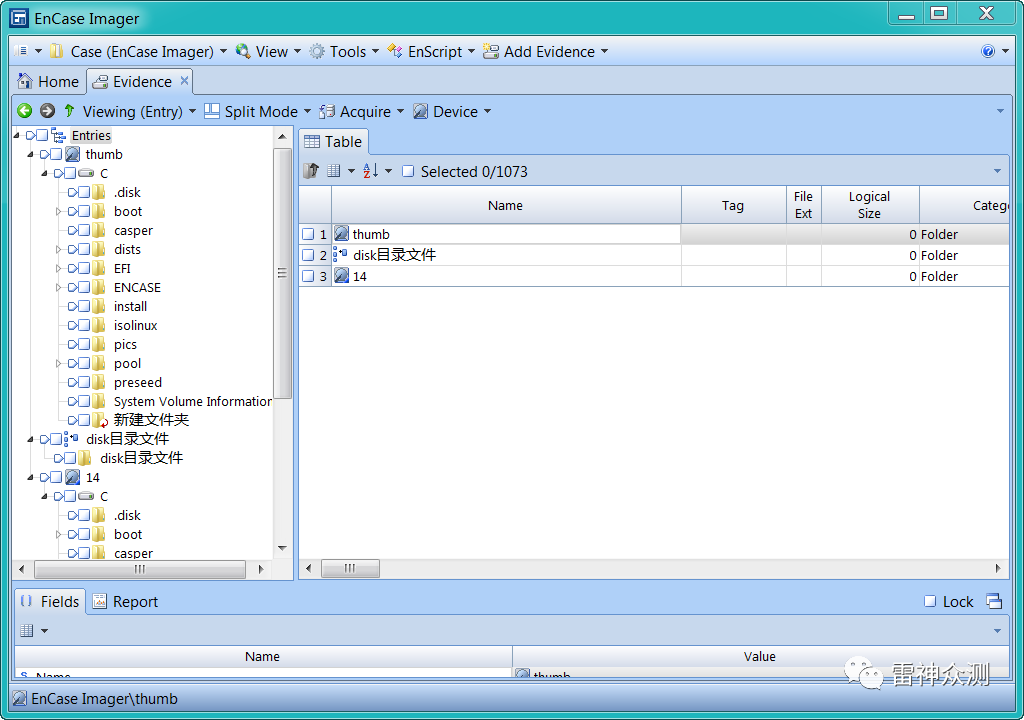 EnCase Imager
Case (EnCase Imager) View Tools EnScript Add Evidence
Home Evidence
Viewing (Entry) Split Mode Acquire Device
Entries
thumb
C
.disk
boot
casper
dists
EFI
ENCASE
install
isolinux
pics
pool
preseed
System Volume Information
新建文件夹
disk目录文件
disk目录文件
14
C
.disk
boot
casper
Table
Selected 0/1073
Name Tag File Ext Logical Size Categ
1 thumb 0 Folder
2 disk目录文件 0 Folder
3 14 0 Folder
Fields Report Lock
Name Value
Name thumb
雷神众测
EnCase Imager\thumb